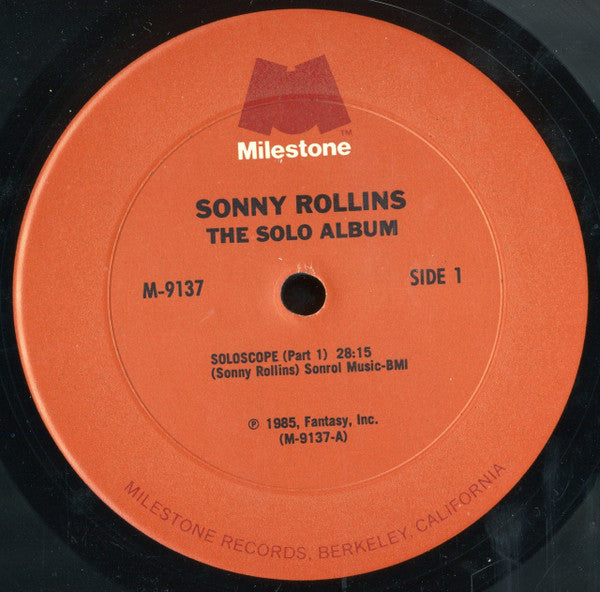 ™
Milestone
SONNY ROLLINS
THE SOLO ALBUM
M-9137
SIDE 1
SOLOSCOPE (Part 1) 28:15
(Sonny Rollins) Sonrol Music-BMI
℗ 1985, Fantasy, Inc.
(M-9137-A)
MILESTONE RECORDS, BERKELEY, CALIFORNIA